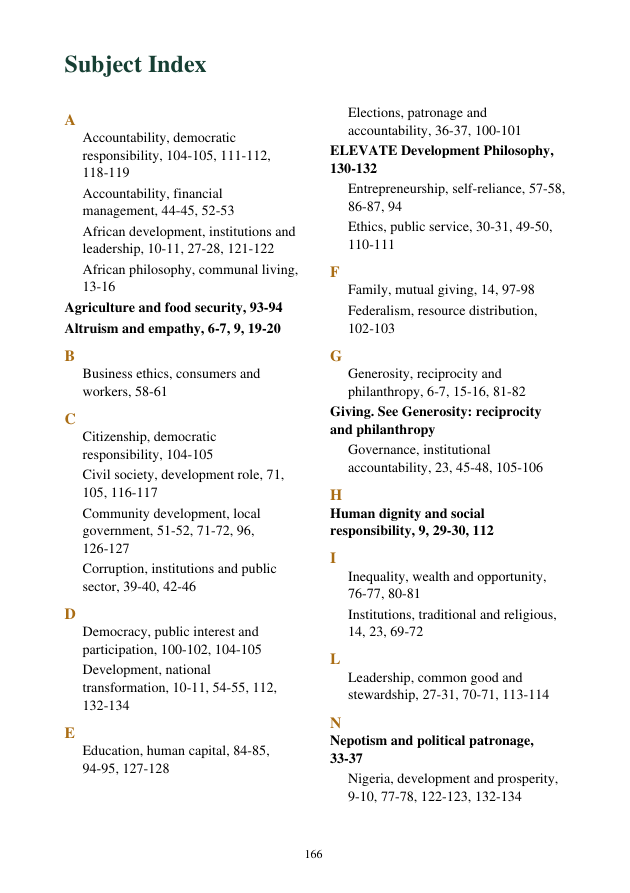 Subject Index
A
Accountability, democratic
responsibility, 104-105, 111-112,
118-119
Accountability, financial
management, 44-45, 52-53
African development, institutions and
leadership, 10-11, 27-28, 121-122
African philosophy, communal living,
13-16
Agriculture and food security, 93-94
Altruism and empathy, 6-7, 9, 19-20
B
Business ethics, consumers and
workers, 58-61
C
Citizenship, democratic
responsibility, 104-105
Civil society, development role, 71,
105, 116-117
Community development, local
government, 51-52, 71-72, 96,
126-127
Corruption, institutions and public
sector, 39-40, 42-46
D
Democracy, public interest and
participation, 100-102, 104-105
Development, national
transformation, 10-11, 54-55, 112,
132-134
E
Education, human capital, 84-85,
94-95, 127-128
Elections, patronage and
accountability, 36-37, 100-101
ELEVATE Development Philosophy,
130-132
Entrepreneurship, self-reliance, 57-58,
86-87, 94
Ethics, public service, 30-31, 49-50,
110-111
F
Family, mutual giving, 14, 97-98
Federalism, resource distribution,
102-103
G
Generosity, reciprocity and
philanthropy, 6-7, 15-16, 81-82
Giving. See Generosity: reciprocity
and philanthropy
Governance, institutional
accountability, 23, 45-48, 105-106
H
Human dignity and social
responsibility, 9, 29-30, 112
I
Inequality, wealth and opportunity,
76-77, 80-81
Institutions, traditional and religious,
14, 23, 69-72
L
Leadership, common good and
stewardship, 27-31, 70-71, 113-114
N
Nepotism and political patronage,
33-37
Nigeria, development and prosperity,
9-10, 77-78, 122-123, 132-134
166